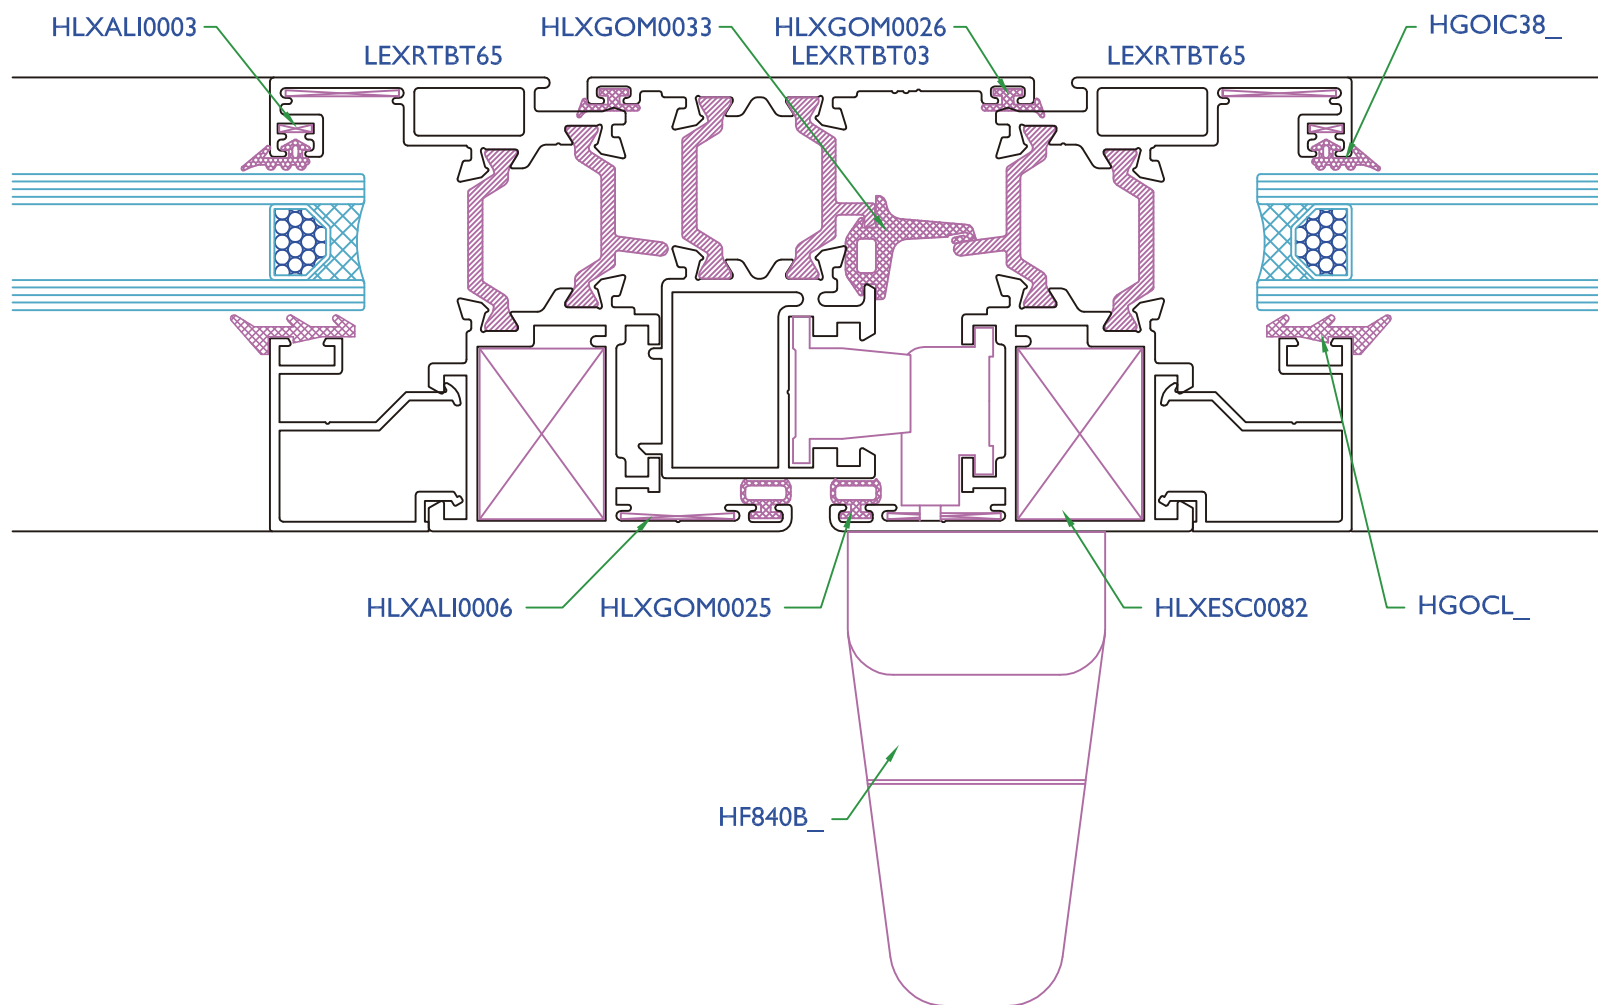 HLXALI0003
HLXGOM0033
HLXGOM0026
HGOIC38_
LEXRTBT65
LEXRTBT03
LEXRTBT65
HLXALI0006
HLXGOM0025
HLXESC0082
HGOCL_
HF840B_